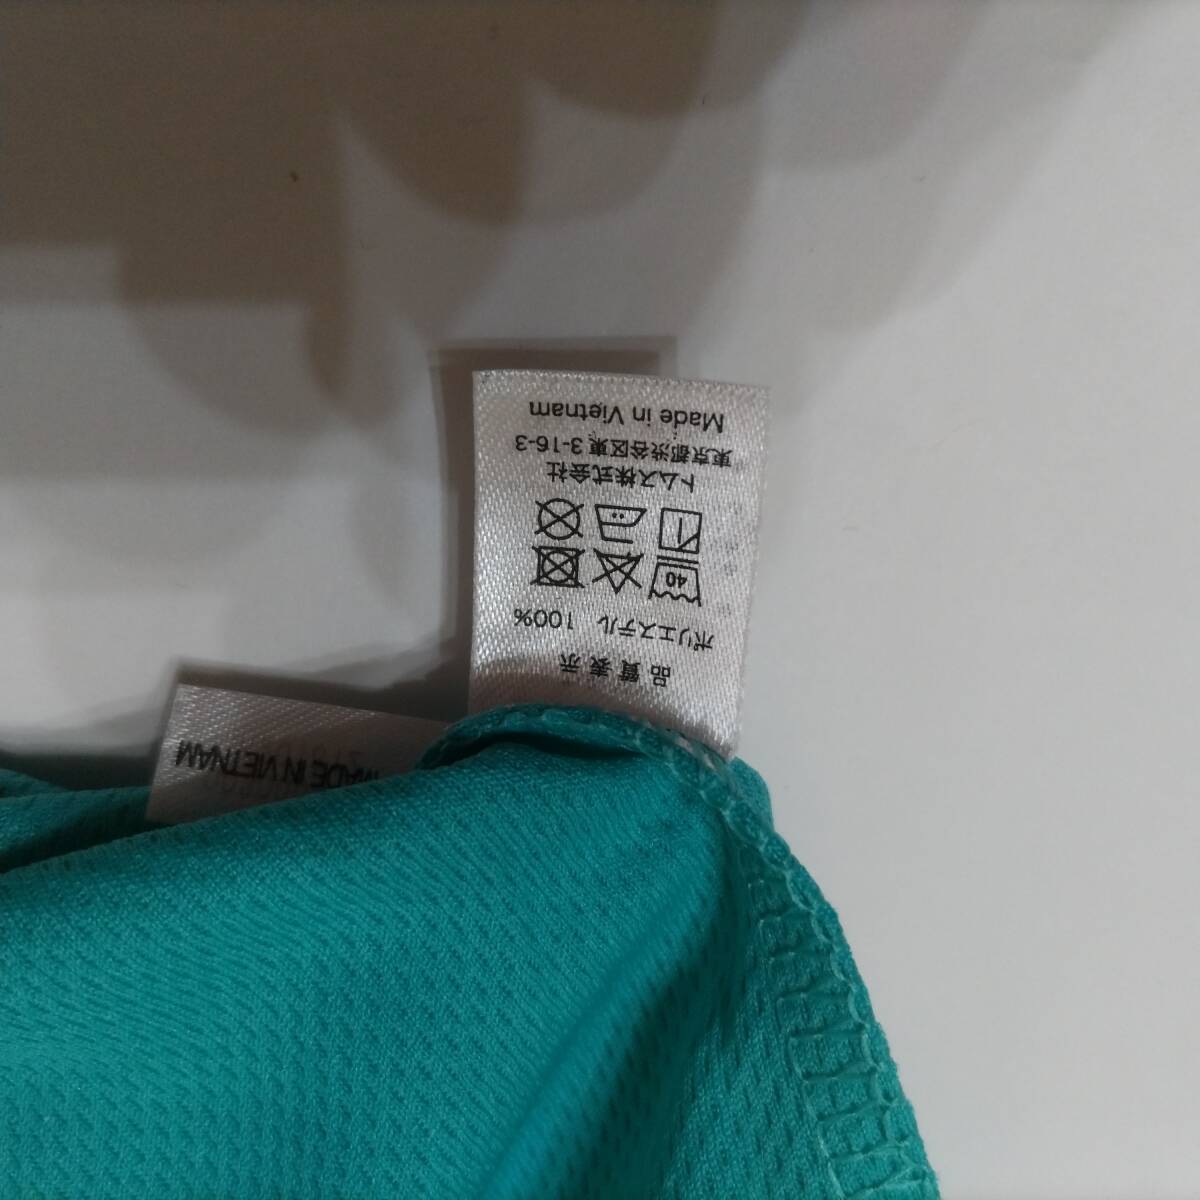 品質表示
ポリエステル 100%
40
トムス株式会社
東京都渋谷区東 3-16-3
Made in Vietnam
MADE IN VIETNAM